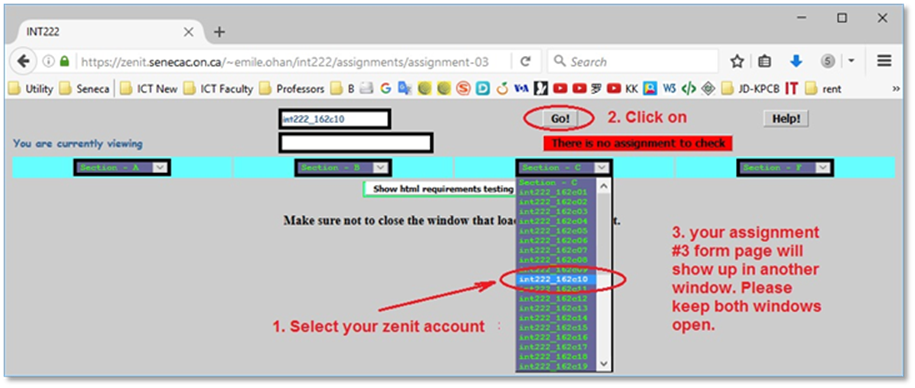 INT222
https://zenit.senecac.on.ca/~emile.ohan/int222/assignments/assignment-03
Search
Utility Seneca ICT New ICT Faculty Professors B KK JD-KPCB IT rent
int222_162c10
Go!
2. Click on
Help!
You are currently viewing
There is no assignment to check
Section - A
Section - B
Section - C
Section - F
Show html requirements testing
Section - C
int222_162c01
int222_162c02
int222_162c03
int222_162c04
int222_162c05
int222_162c06
int222_162c07
int222_162c08
int222_162c09
int222_162c10
int222_162c11
int222_162c12
int222_162c13
int222_162c14
int222_162c15
int222_162c16
int222_162c17
int222_162c18
int222_162c19
Make sure not to close the window that loa t.
1. Select your zenit account :
3. your assignment
#3 form page will
show up in another
window. Please
keep both windows
open.